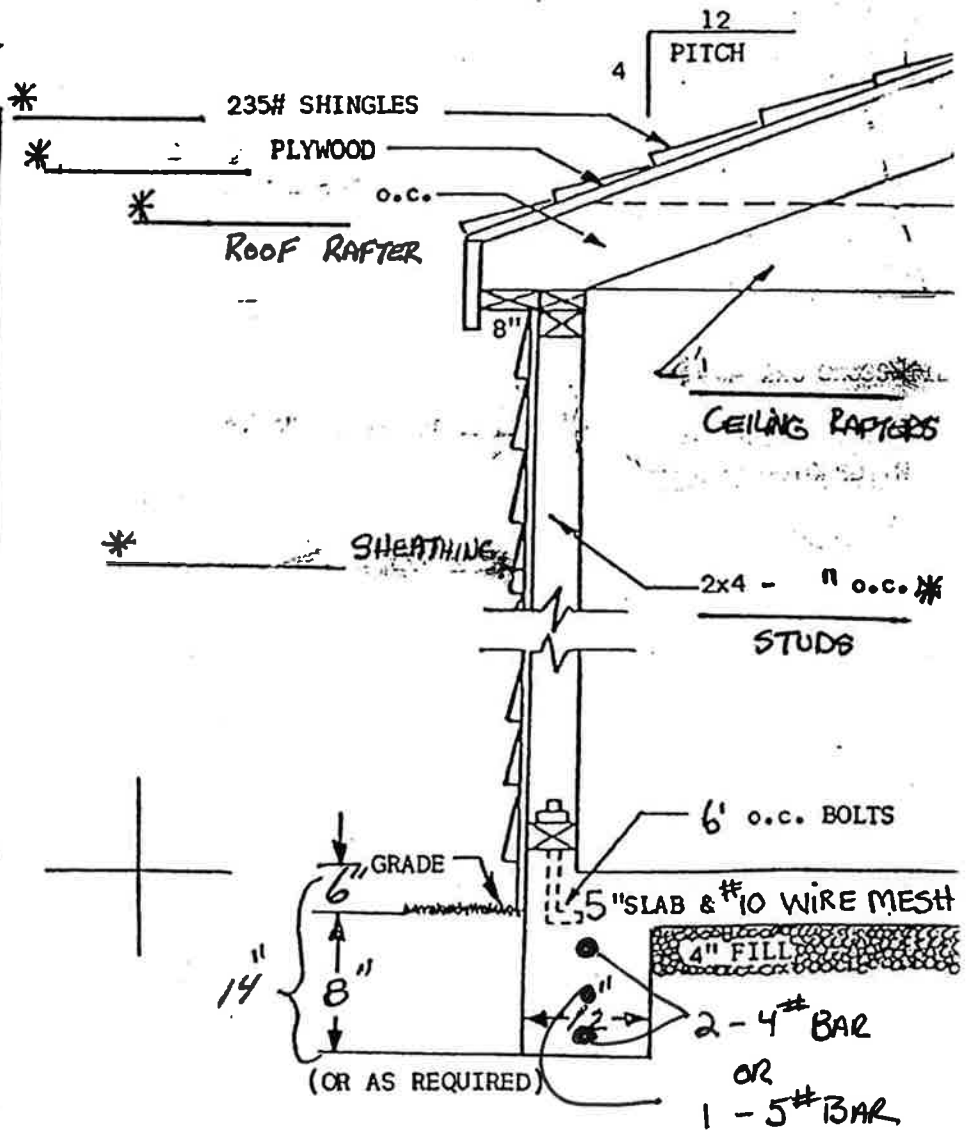 12
4 PITCH
* 235# SHINGLES
* PLYWOOD
* o.c.
ROOF RAFTER
8"
*
CEILING RAFTERS
* SHEATHING
2x4 - " o.c. *
STUDS
6' o.c. BOLTS
6" GRADE
5" SLAB & #10 WIRE MESH
4" FILL
14" 8"
12"
2 - 4# BAR
(OR AS REQUIRED)
OR
1 - 5# BAR